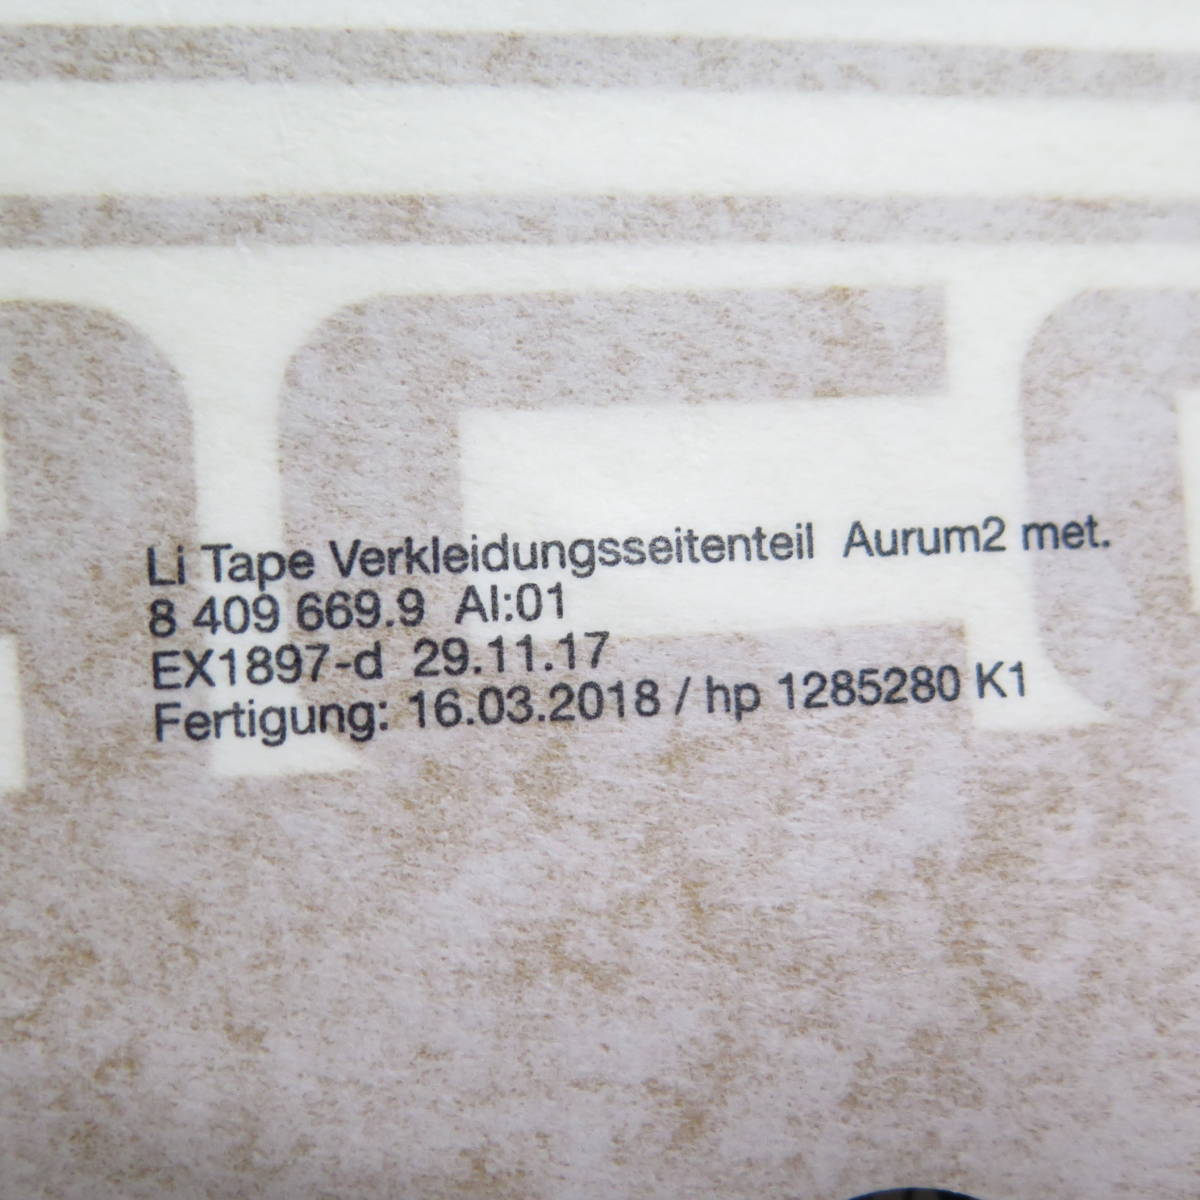 Li Tape Verkleidungsseitenteil Aurum2 met.
8 409 669.9 AI:01
EX1897-d 29.11.17
Fertigung: 16.03.2018 / hp 1285280 K1